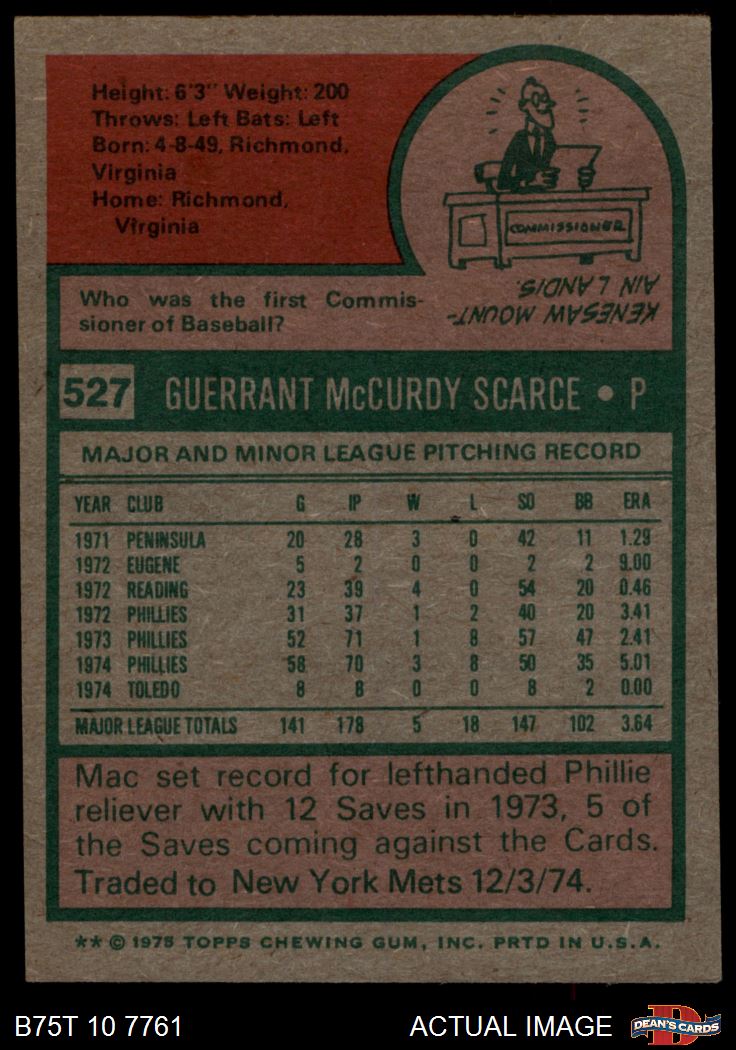 Height: 6'3" Weight: 200
Throws: Left Bats: Left
Born: 4-8-49, Richmond,
Virginia
Home: Richmond,
Virginia
COMMISSIONER
Who was the first Commis-
sioner of Baseball?
KENESAW MOUNT-
AIN LANDIS.
527 GUERRANT McCURDY SCARCE • P
MAJOR AND MINOR LEAGUE PITCHING RECORD
YEAR CLUB G IP W L SO BB ERA
1971 PENINSULA 20 28 3 0 42 11 1.29
1972 EUGENE 5 2 0 0 2 2 9.00
1972 READING 23 39 4 0 54 20 0.46
1972 PHILLIES 31 37 1 2 40 20 3.41
1973 PHILLIES 52 71 1 8 57 47 2.41
1974 PHILLIES 58 70 3 8 50 35 5.01
1974 TOLEDO 8 8 0 0 8 2 0.00
MAJOR LEAGUE TOTALS 141 178 5 18 147 102 3.64
Mac set record for lefthanded Phillie
reliever with 12 Saves in 1973, 5 of
the Saves coming against the Cards.
Traded to New York Mets 12/3/74.
** © 1975 TOPPS CHEWING GUM, INC. PRTD IN U.S.A.
B75T 10 7761 ACTUAL IMAGE D DEAN'S CARDS